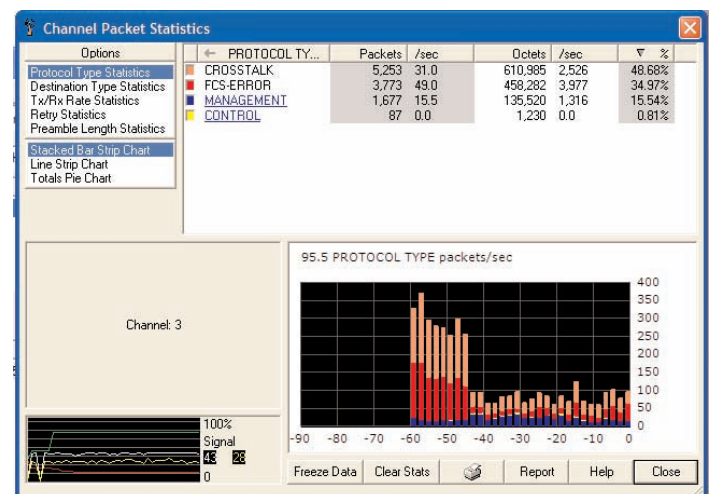 Channel Packet Statistics
Options
Protocol Type Statistics
Destination Type Statistics
Tx/Rx Rate Statistics
Retry Statistics
Preamble Length Statistics
Stacked Bar Strip Chart
Line Strip Chart
Totals Pie Chart
← PROTOCOL TY... Packets /sec Octets /sec %
CROSSTALK 5,253 31.0 610,985 2,526 48.68%
FCS-ERROR 3,773 49.0 458,282 3,977 34.97%
MANAGEMENT 1,677 15.5 135,520 1,316 15.54%
CONTROL 87 0.0 1,230 0.0 0.81%
Channel: 3
95.5 PROTOCOL TYPE packets/sec
400
350
300
250
200
150
100
50
0
-90 -80 -70 -60 -50 -40 -30 -20 -10 0
100%
Signal
43 28
0
Freeze Data Clear Stats Report Help Close